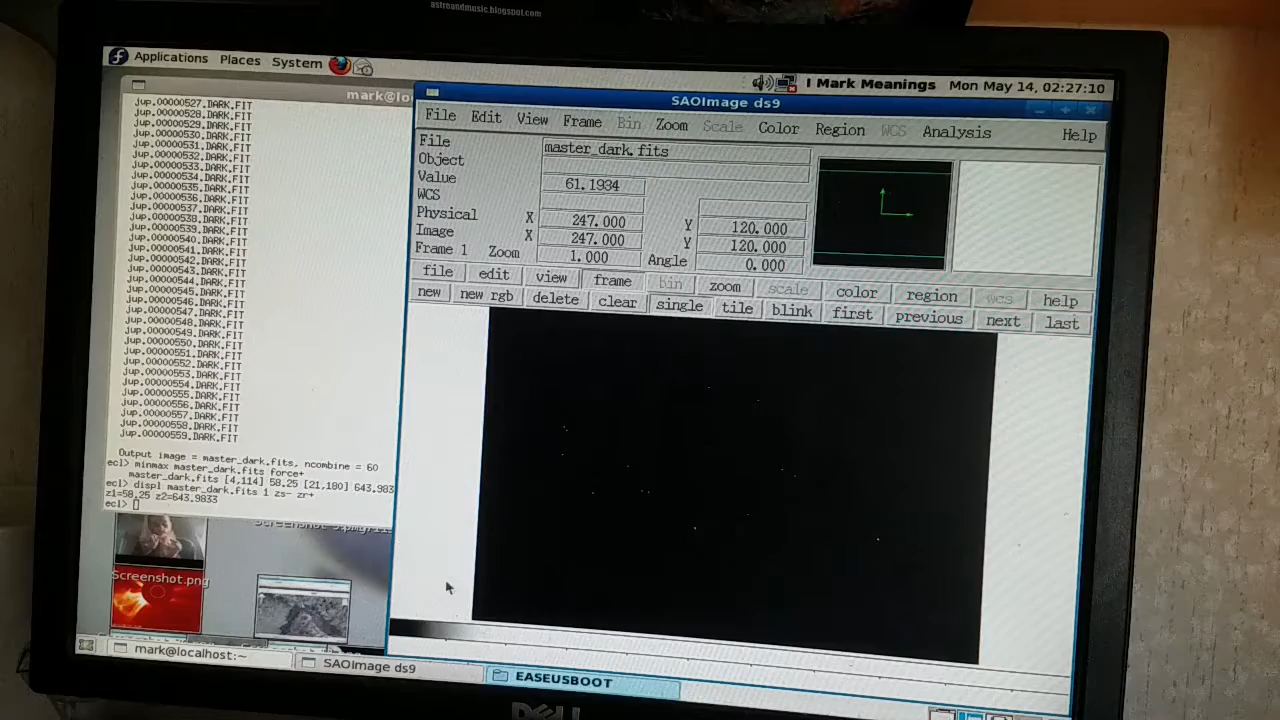 astroandmusic.blogspot.com
Applications Places System
Mark Meanings Mon May 14, 02:27:10
mark@lo
jup.00000527.DARK.FIT
jup.00000528.DARK.FIT
jup.00000529.DARK.FIT
jup.00000530.DARK.FIT
jup.00000531.DARK.FIT
jup.00000532.DARK.FIT
jup.00000533.DARK.FIT
jup.00000534.DARK.FIT
jup.00000535.DARK.FIT
jup.00000536.DARK.FIT
jup.00000537.DARK.FIT
jup.00000538.DARK.FIT
jup.00000539.DARK.FIT
jup.00000540.DARK.FIT
jup.00000541.DARK.FIT
jup.00000542.DARK.FIT
jup.00000543.DARK.FIT
jup.00000544.DARK.FIT
jup.00000545.DARK.FIT
jup.00000546.DARK.FIT
jup.00000547.DARK.FIT
jup.00000548.DARK.FIT
jup.00000549.DARK.FIT
jup.00000550.DARK.FIT
jup.00000551.DARK.FIT
jup.00000552.DARK.FIT
jup.00000553.DARK.FIT
jup.00000554.DARK.FIT
jup.00000555.DARK.FIT
jup.00000556.DARK.FIT
jup.00000557.DARK.FIT
jup.00000558.DARK.FIT
jup.00000559.DARK.FIT
Output image = master_dark.fits, ncombine = 60
ecl> minmax master_dark.fits force+
master_dark.fits [4,114] 58.25 [21,180] 643.983
ecl> displ master_dark.fits 1 zs- zr+
z1=58.25 z2=643.9833
ecl>
SAOImage ds9
File Edit View Frame Bin Zoom Scale Color Region WCS Analysis Help
File master_dark.fits
Object
Value 61.1934
WCS
Physical X 247.000 Y 120.000
Image X 247.000 Y 120.000
Frame 1 Zoom 1.000 Angle 0.000
file edit view frame bin zoom scale color region wcs help
new new rgb delete clear single tile blink first previous next last
Screenshot.png
mark@localhost:~
SAOImage ds9
EASEUSBOOT
DELL